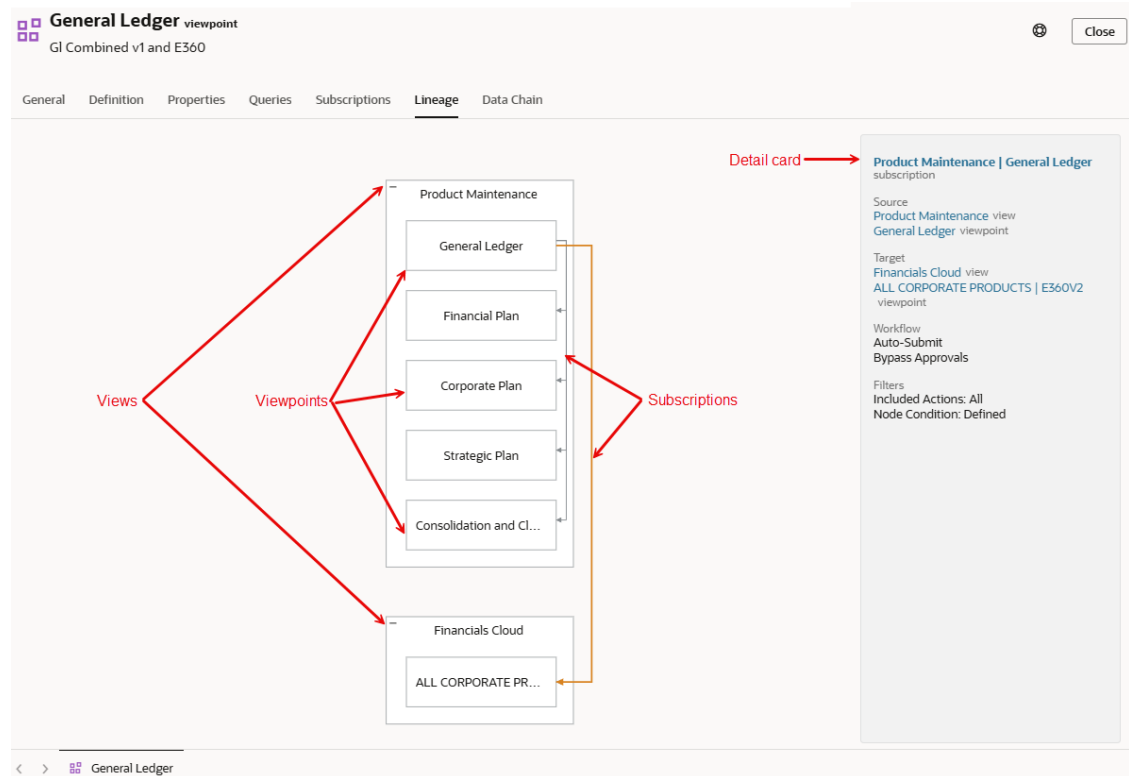 General Ledger viewpoint
Gl Combined v1 and E360
Close
General Definition Properties Queries Subscriptions Lineage Data Chain
Detail card
Product Maintenance | General Ledger
subscription
Source
Product Maintenance view
General Ledger viewpoint
Target
Financials Cloud view
ALL CORPORATE PRODUCTS | E360V2
viewpoint
Workflow
Auto-Submit
Bypass Approvals
Filters
Included Actions: All
Node Condition: Defined
Product Maintenance
General Ledger
Financial Plan
Corporate Plan
Strategic Plan
Consolidation and Cl...
Views
Viewpoints
Subscriptions
Financials Cloud
ALL CORPORATE PR...
General Ledger